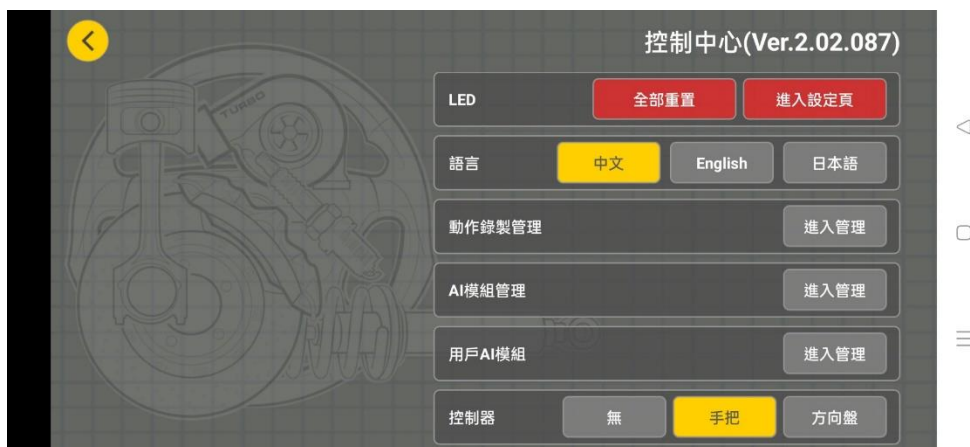 控制中心(Ver.2.02.087)
TURBO
LED 全部重置 進入設定頁
語言 中文 English 日本語
動作錄製管理 進入管理
AI模組管理 進入管理
用戶AI模組 進入管理
控制器 無 手把 方向盤